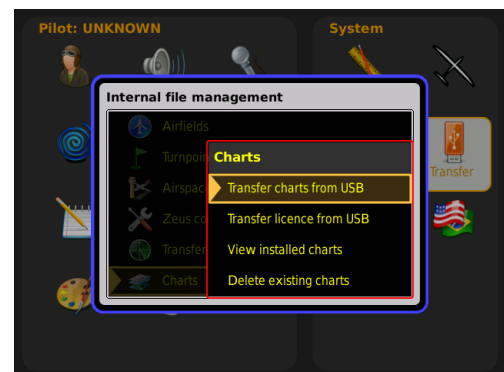 Pilot: UNKNOWN
System
Internal file management
Airfields
Turnpoin
Airspac
Zeus co
Transfer
Charts
Charts
Transfer charts from USB
Transfer licence from USB
View installed charts
Delete existing charts
Transfer